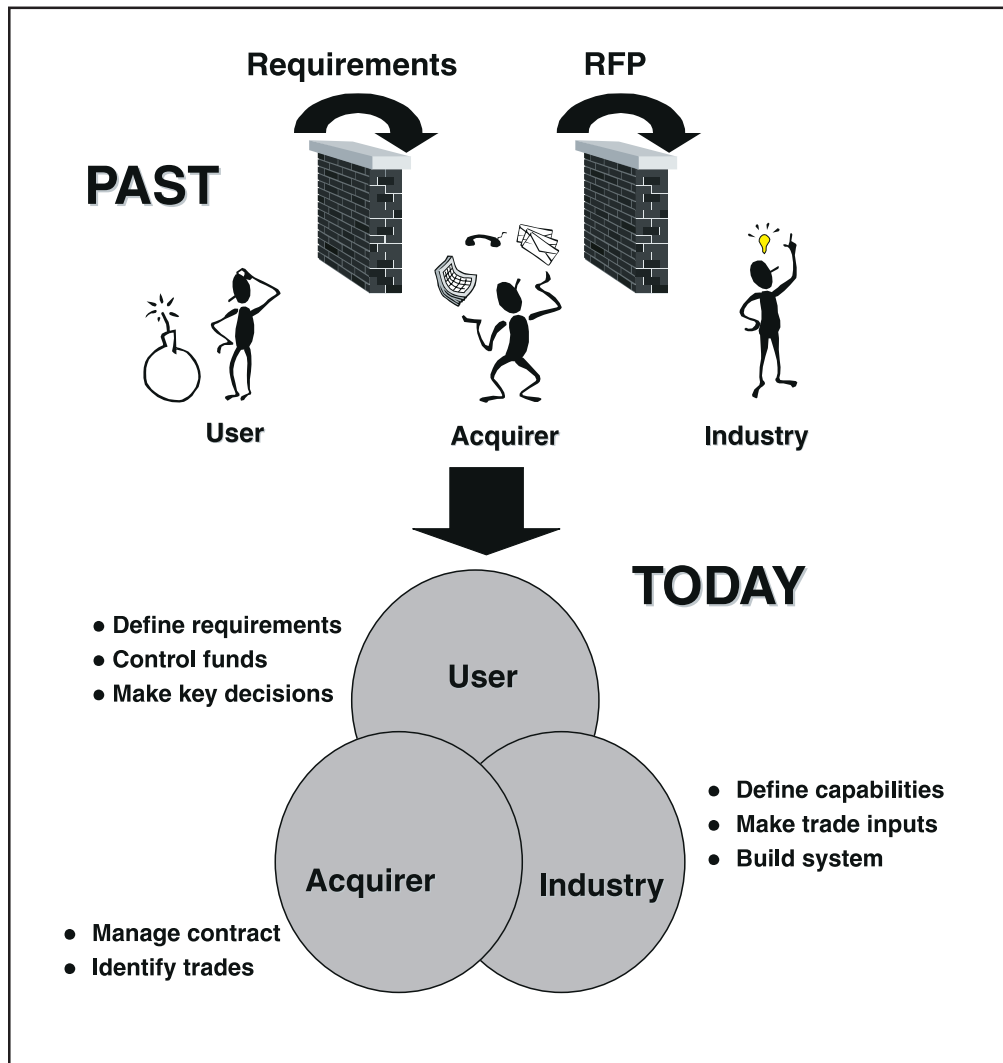 Requirements RFP
PAST
User Acquirer Industry
TODAY
● Define requirements
● Control funds
● Make key decisions
User
● Define capabilities
● Make trade inputs
● Build system
Acquirer Industry
● Manage contract
● Identify trades